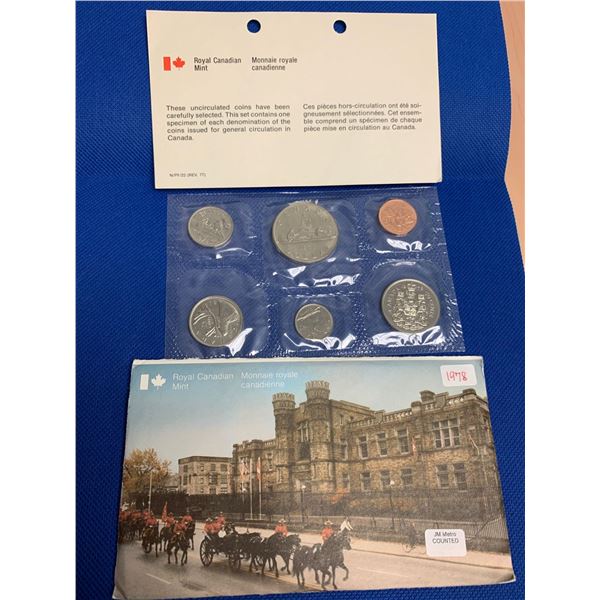 Royal Canadian
Mint
Monnaie royale
canadienne
These uncirculated coins have been
carefully selected. This set contains one
specimen of each denomination of the
coins issued for general circulation in
Canada.
Ces pièces hors-circulation ont été soi-
gneusement sélectionnées. Cet ensem-
ble comprend un spécimen de chaque
pièce mise en circulation au Canada.
Royal Canadian
Mint
Monnaie royale
canadienne
1978
JM Metro
COUNTED